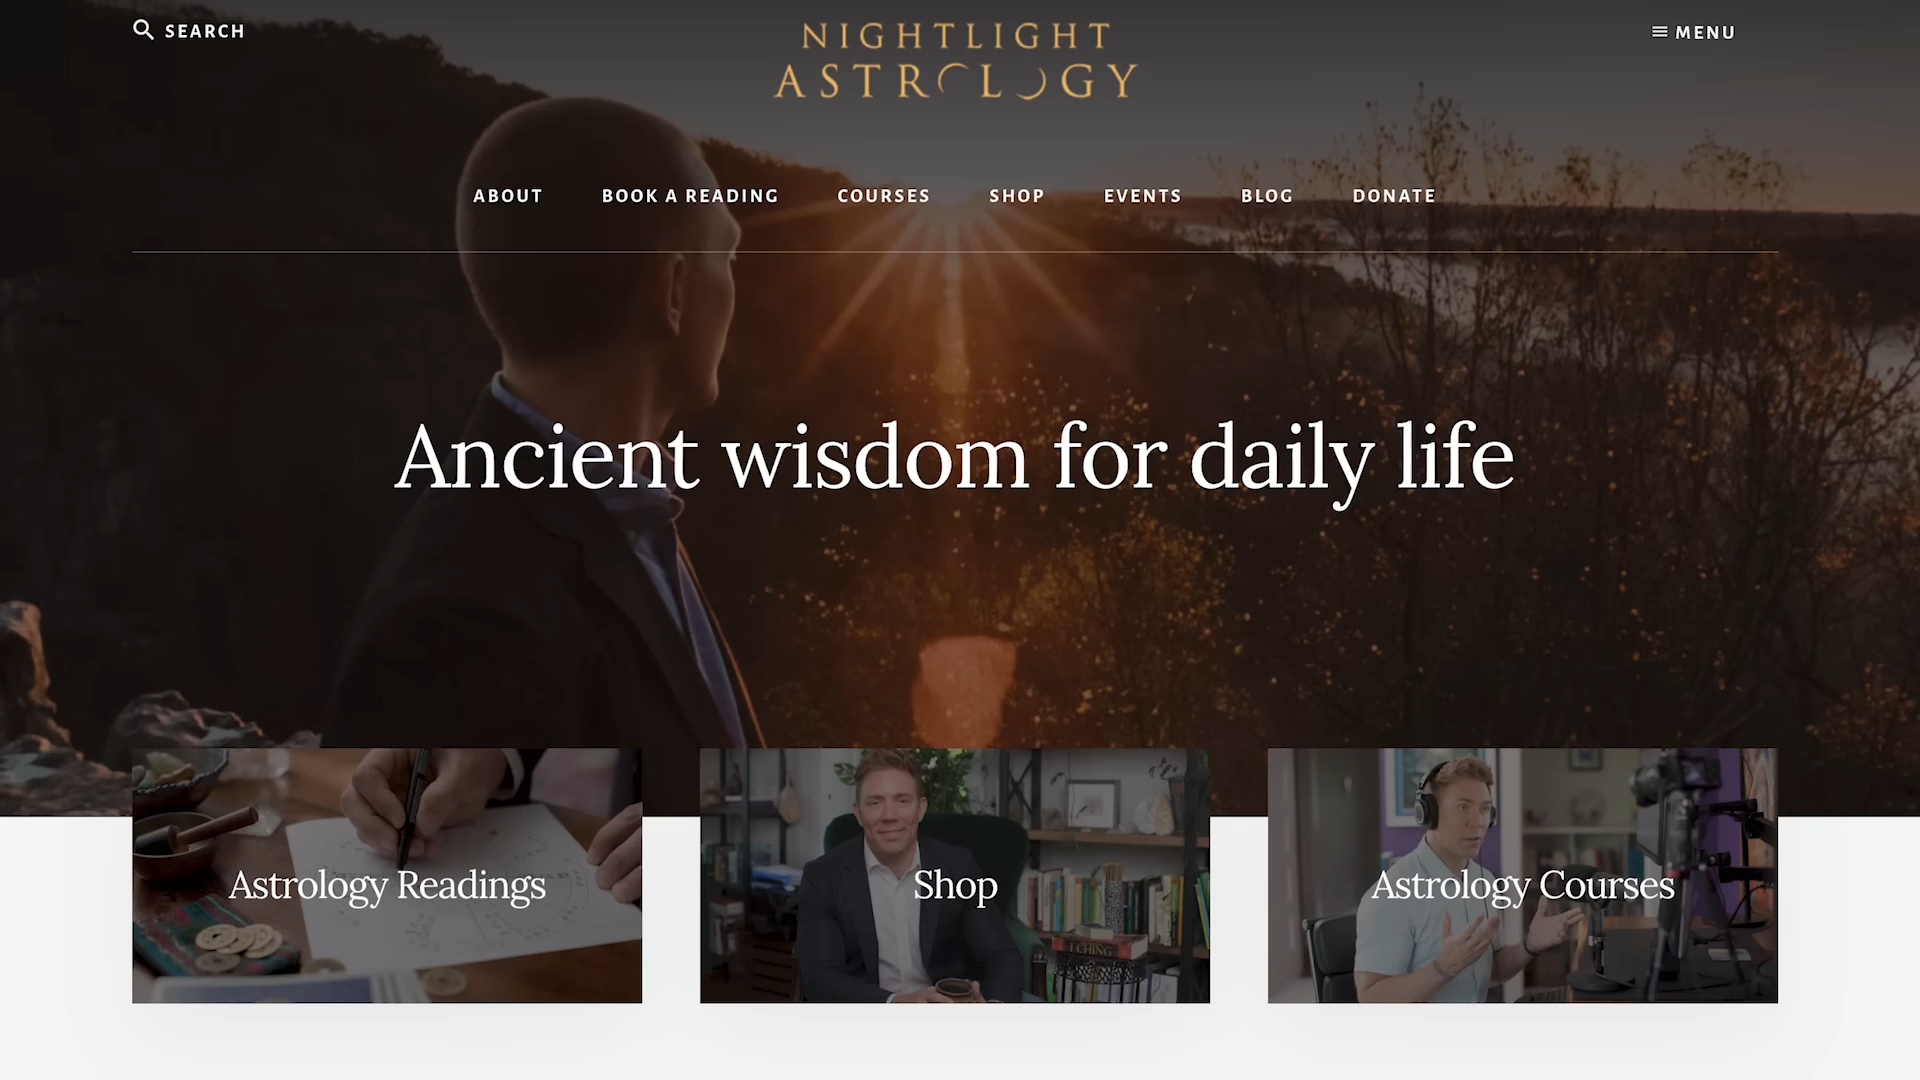 SEARCH
NIGHTLIGHT
ASTROLOGY
MENU
ABOUT
BOOK A READING
COURSES
SHOP
EVENTS
BLOG
DONATE
Ancient wisdom for daily life
Astrology Readings
Shop
Astrology Courses
I CHING